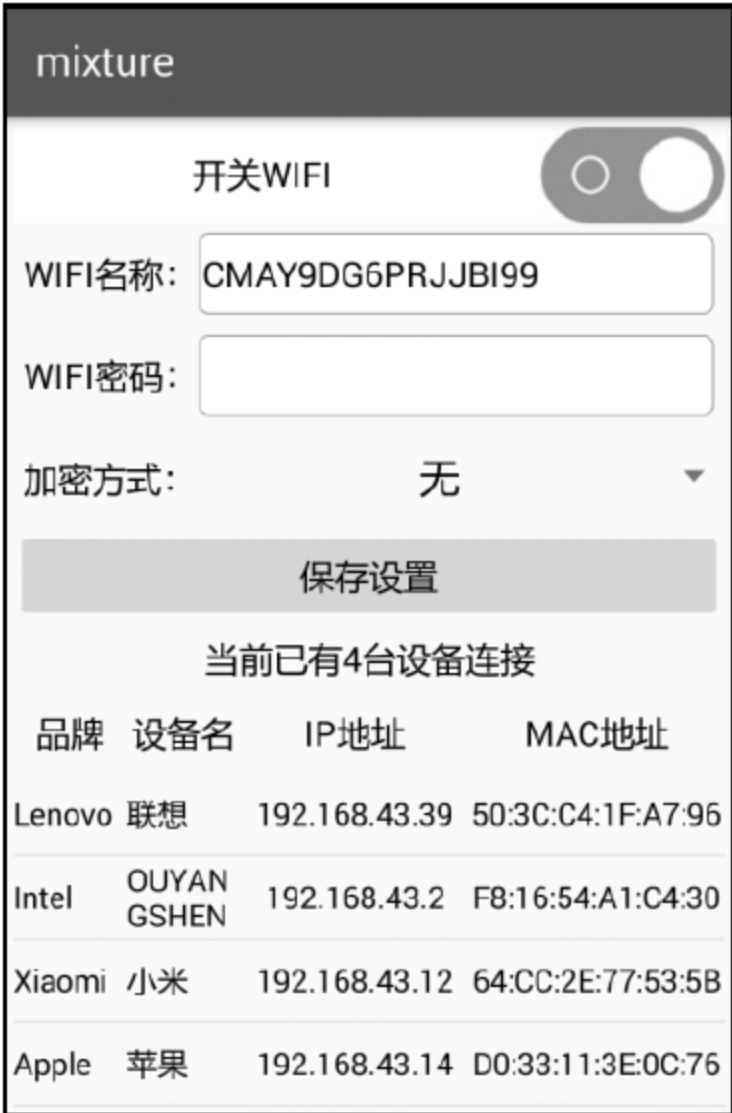 mixture
开关WIFI
WIFI名称： CMAY9DG6PRJJBI99
WIFI密码：
加密方式： 无
保存设置
当前已有4台设备连接
品牌 设备名 IP地址 MAC地址
Lenovo 联想 192.168.43.39 50:3C:C4:1F:A7:96
Intel OUYAN GSHEN 192.168.43.2 F8:16:54:A1:C4:30
Xiaomi 小米 192.168.43.12 64:CC:2E:77:53:5B
Apple 苹果 192.168.43.14 D0:33:11:3E:0C:76